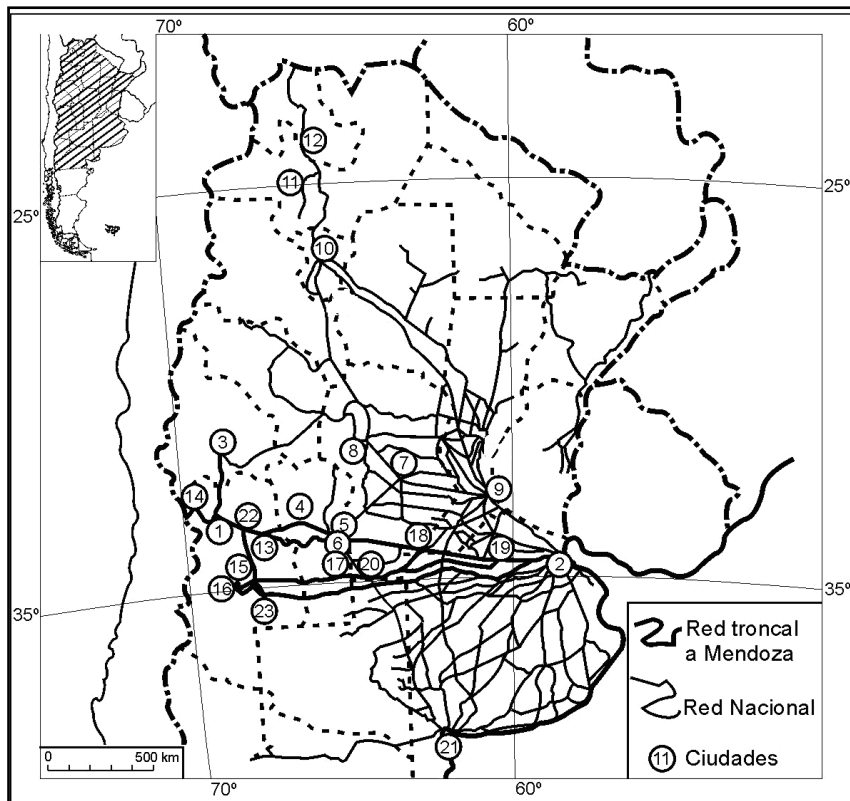 70º
60º
25º
25º
12
11
10
3
8
7
14
9
22
4
1
5
13
6
18
19
15
17
20
2
16
23
35º
35º
21
Red troncal
a Mendoza
Red Nacional
11 Ciudades
0 500 km
70º
60º